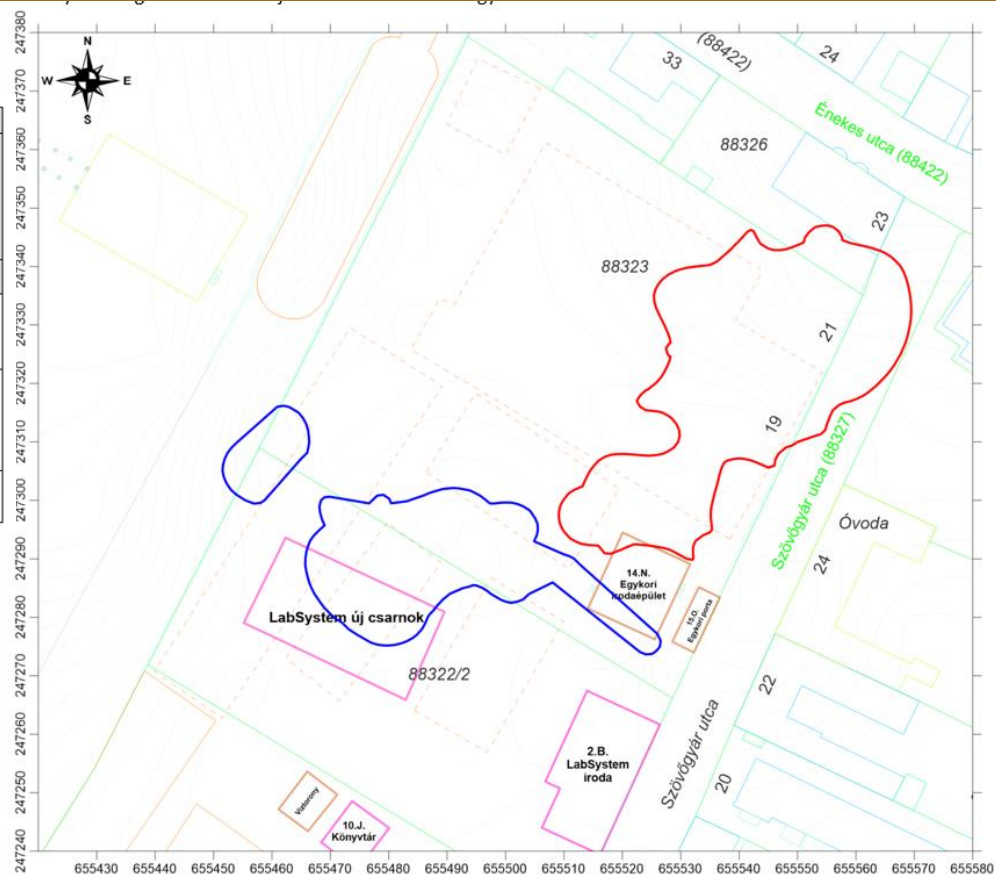 N
W E
S
247380
247370
247360
247350
247340
247330
247320
247310
247300
247290
247280
247270
247260
247250
247240
(88422)
33
24
Énekes utca (88422)
88326
23
88323
21
19
Szövőgyár utca (88327)
Óvoda
24
14.N.
Egykori
irodaépület
15.O.
Egykori porta
LabSystem új csarnok
88322/2
22
2.B.
LabSystem
iroda
Szövőgyár utca
20
Víztorony
10.J.
Könyvtár
655430 655440 655450 655460 655470 655480 655490 655500 655510 655520 655530 655540 655550 655560 655570 655580